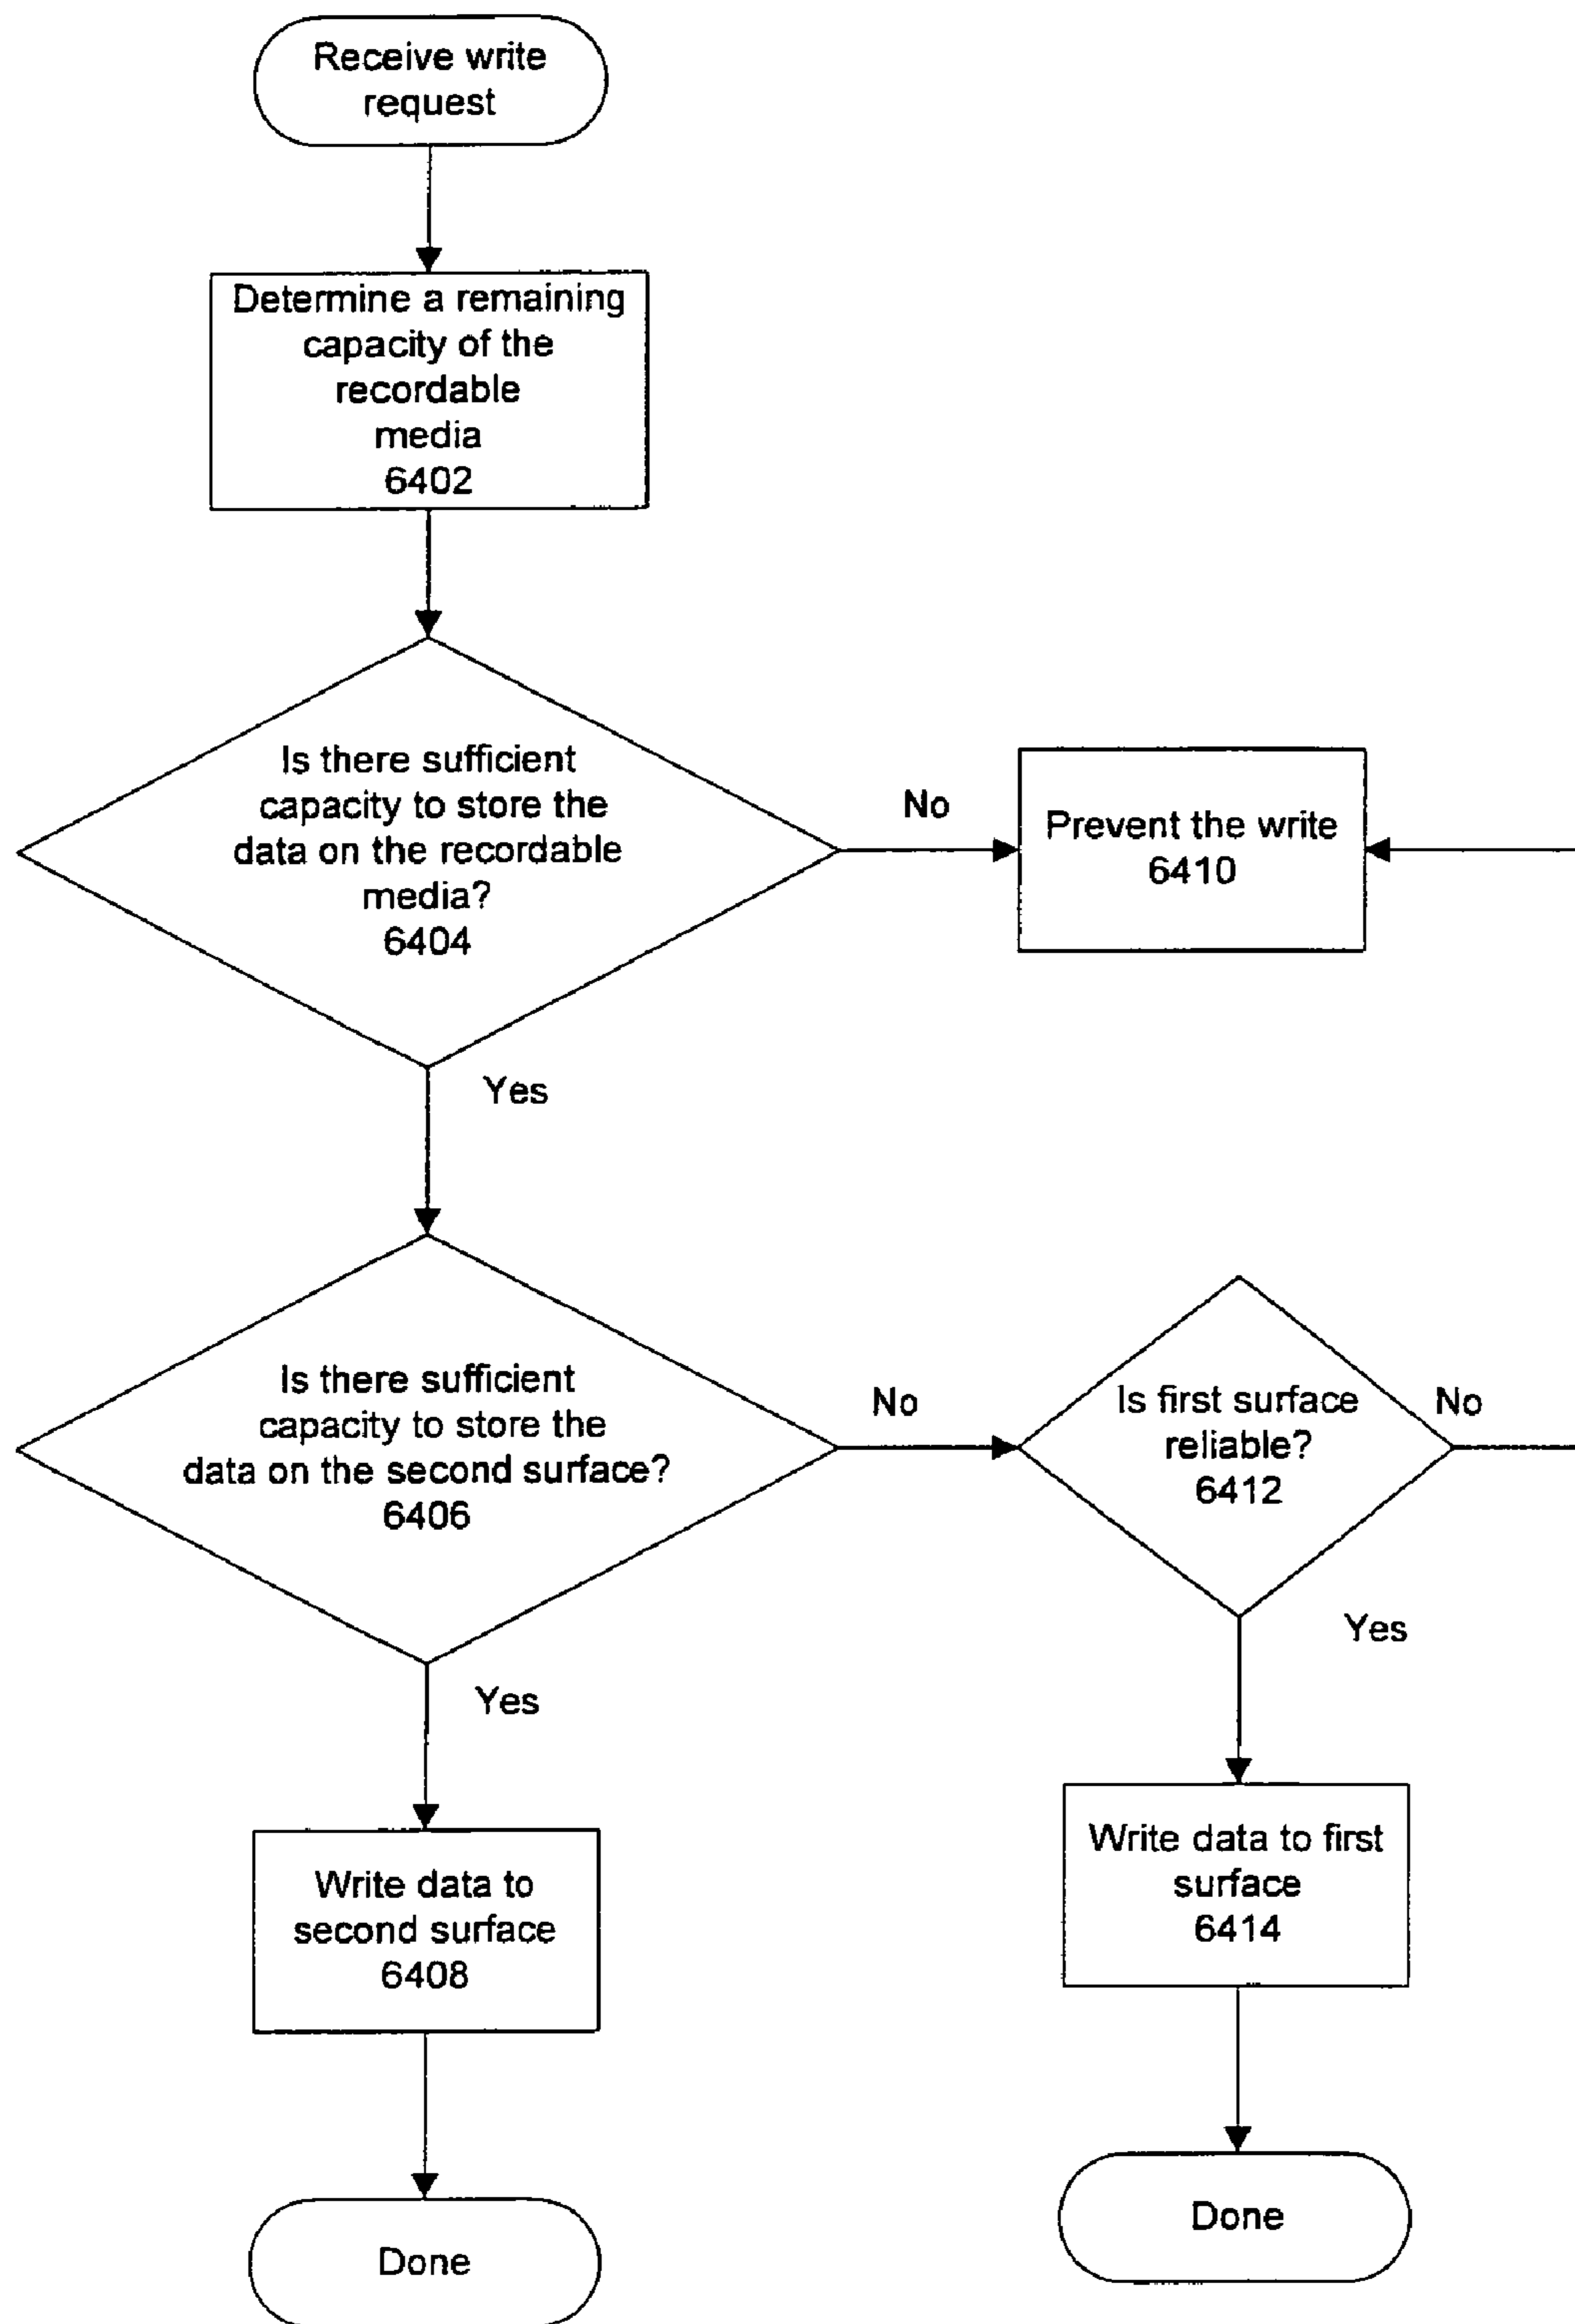 Receive write
request
Determine a remaining
capacity of the
recordable
media
6402
Is there sufficient
capacity to store the
data on the recordable
media?
6404
No
Prevent the write
6410
Yes
Is there sufficient
capacity to store the
data on the second surface?
6406
No
Is first surface
reliable?
6412
No
Yes
Yes
Write data to
second surface
6408
Write data to first
surface
6414
Done
Done